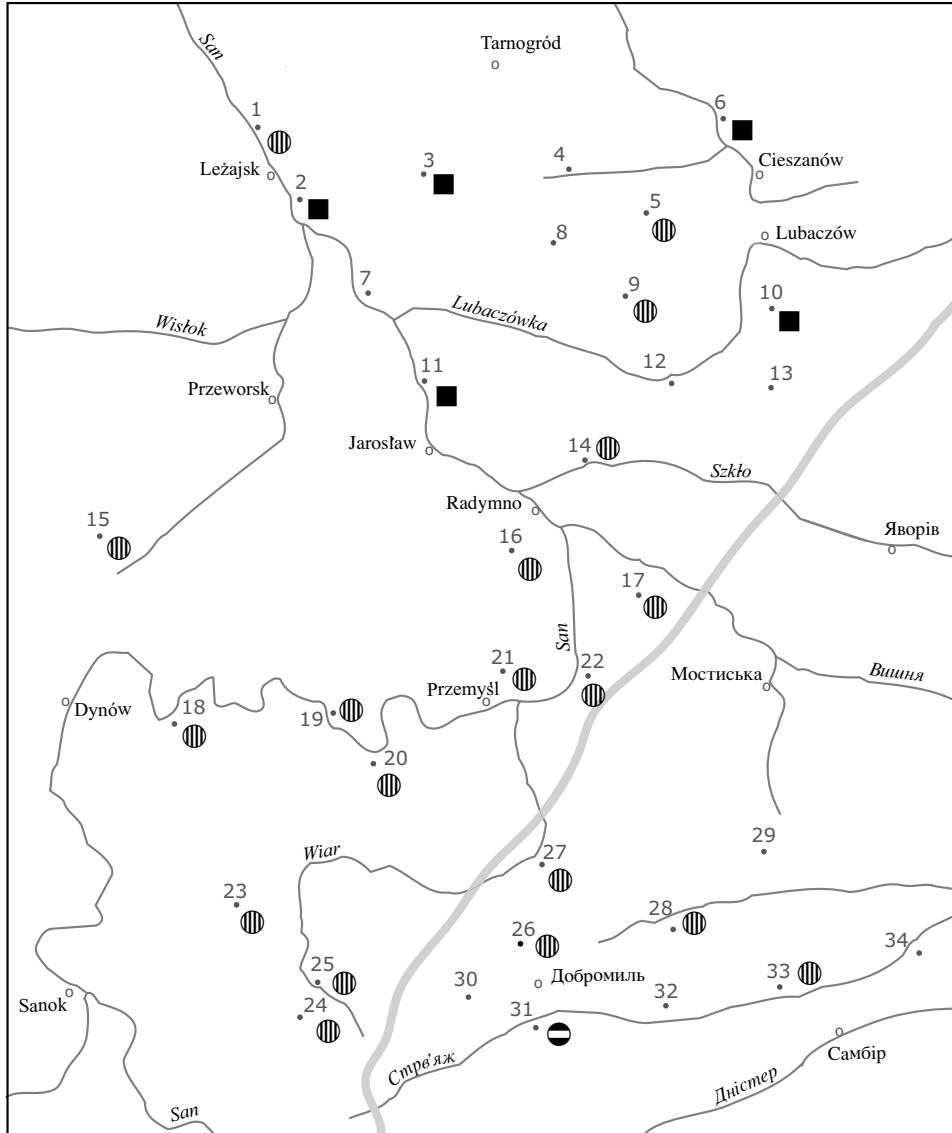 San
Tarnogród
1
6
Leżajsk
3
4
Cieszanów
2
5
8
Lubaczów
7
9
10
Wisłok
Lubaczówka
11
12
13
Przeworsk
Jarosław
14
Szkło
Radymno
15
16
Яворів
17
San
21
22
Мостиська
Вишня
Dynów
18
19
Przemyśl
20
Wiar
27
29
23
26
28
34
25
30
Добромиль
33
Sanok
24
31
32
Стрв'яж
Самбір
Дністер
San